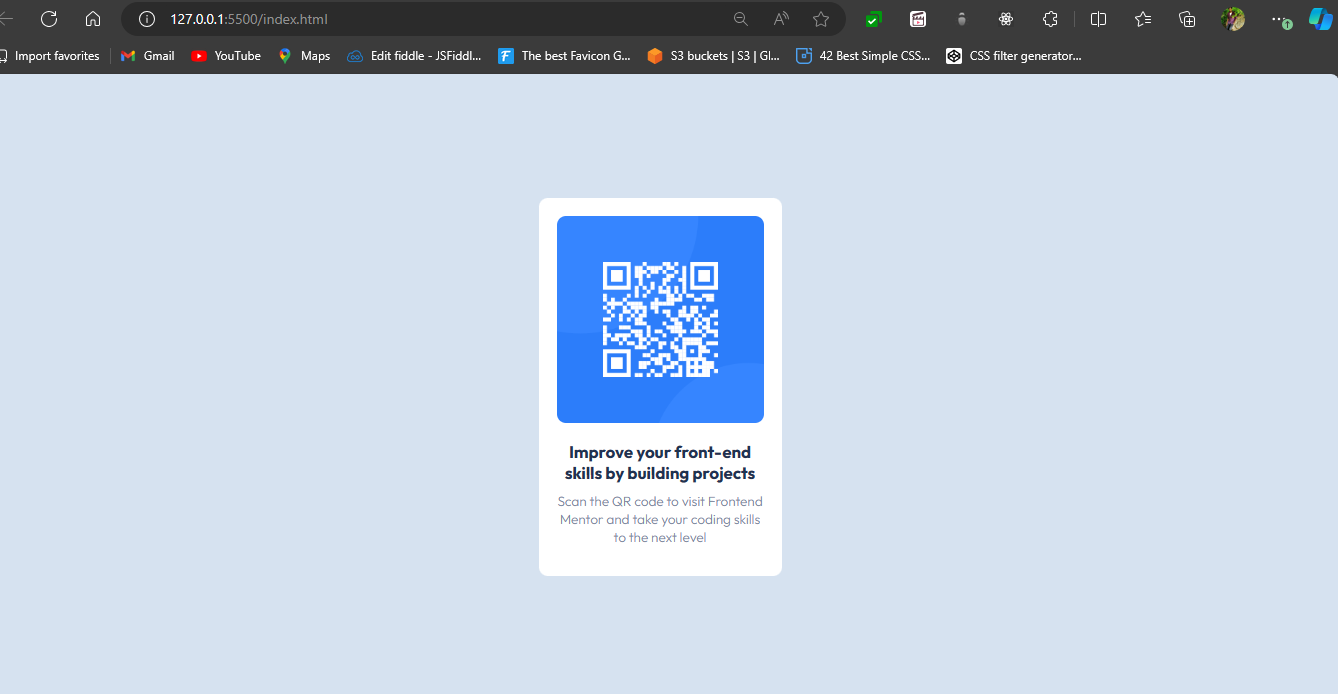 127.0.0.1:5500/index.html
Import favorites
Gmail
YouTube
Maps
Edit fiddle - JSFiddl...
The best Favicon G...
S3 buckets | S3 | Gl...
42 Best Simple CSS...
CSS filter generator...
Improve your front-end
skills by building projects
Scan the QR code to visit Frontend
Mentor and take your coding skills
to the next level